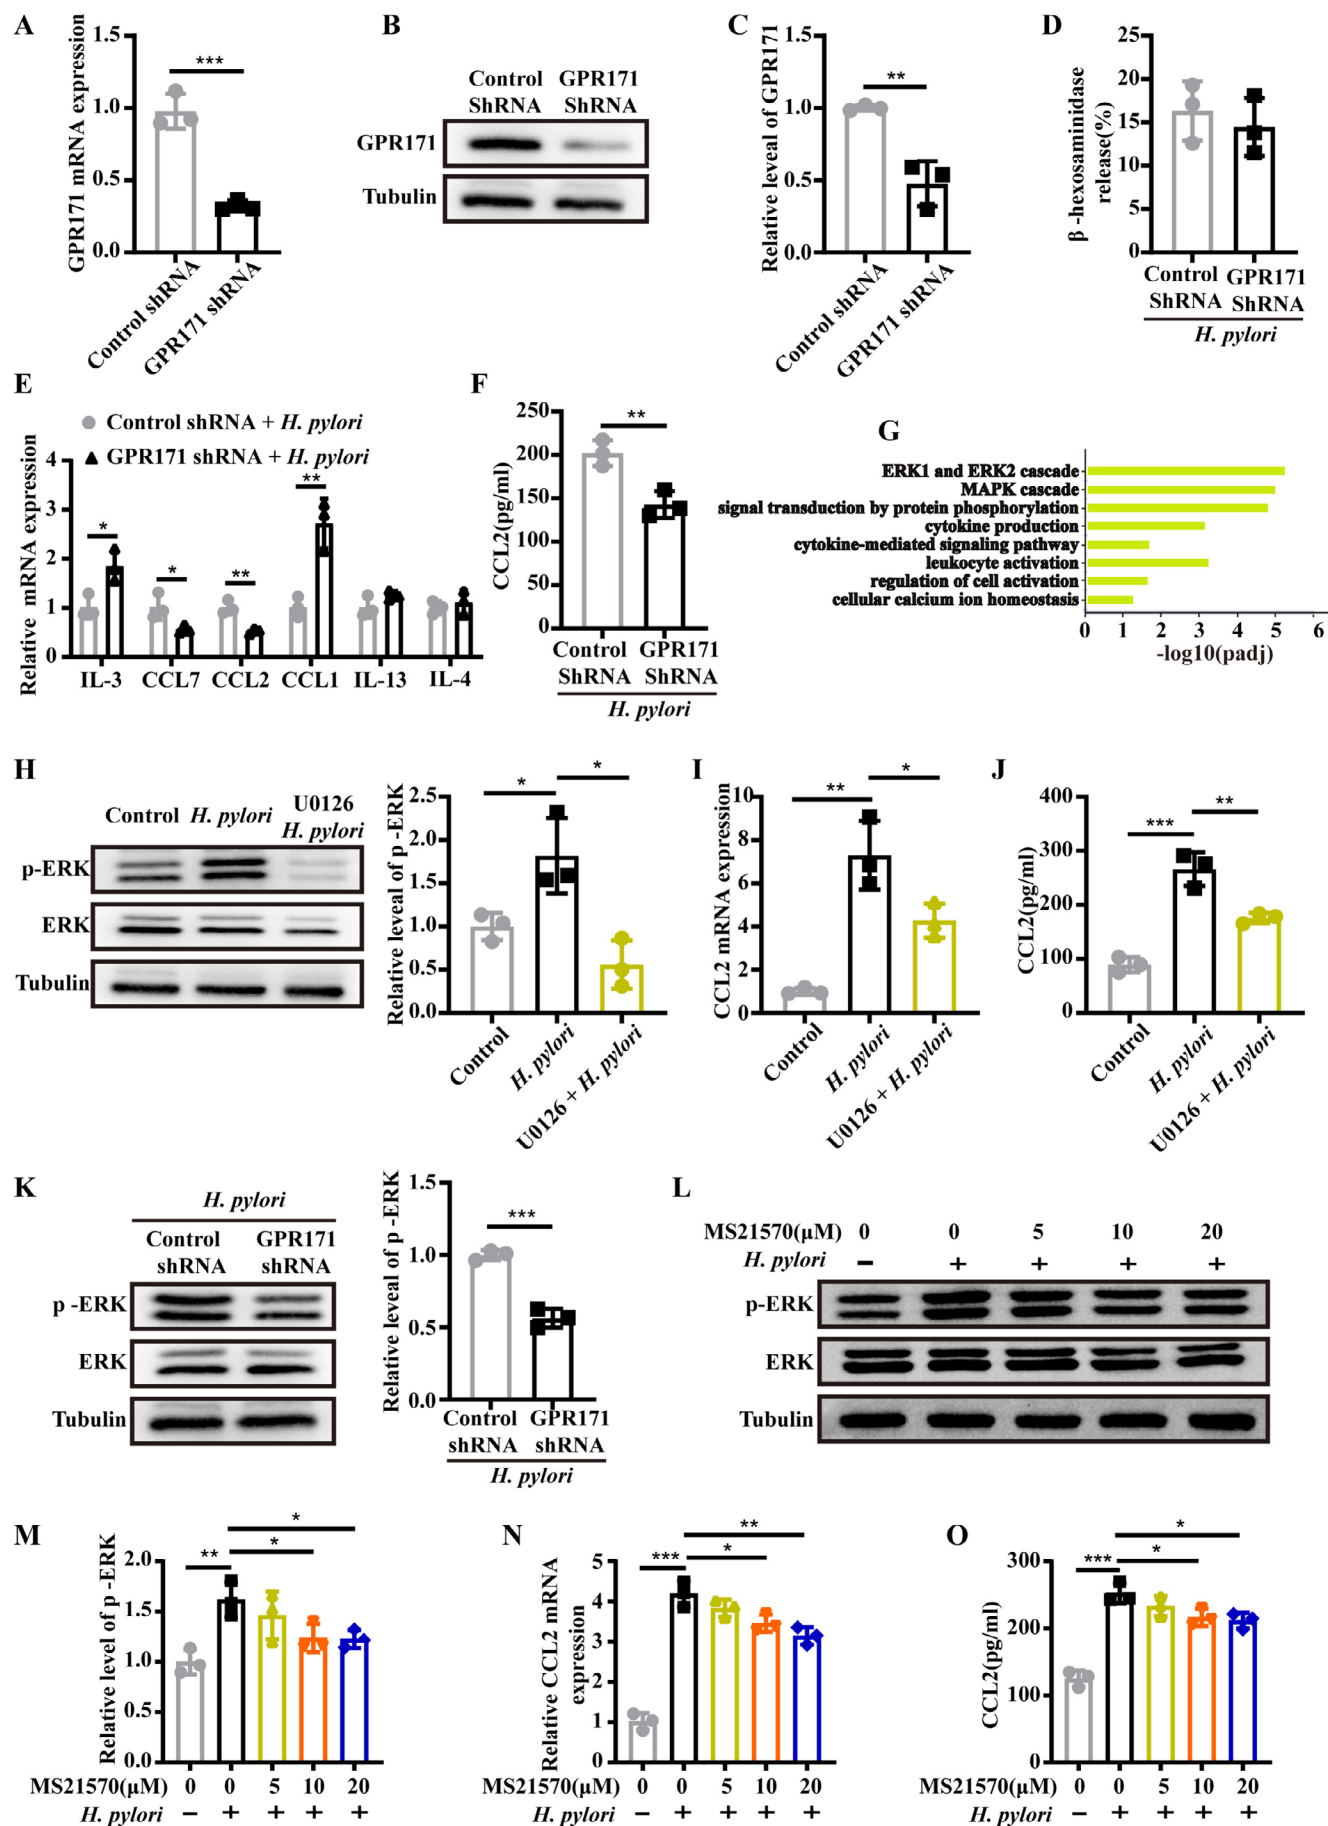 A
GPR171 mRNA expression
1.5
1.0
0.5
0.0
***
Control shRNA
GPR171 shRNA
B
Control GPR171
ShRNA ShRNA
GPR171
Tubulin
C
Relative leveal of GPR171
1.5
1.0
0.5
0.0
**
Control shRNA
GPR171 shRNA
D
β -hexosaminidase
release(%)
25
20
15
10
5
0
Control GPR171
ShRNA ShRNA
H. pylori
E
Control shRNA + H. pylori
GPR171 shRNA + H. pylori
Relative mRNA expression
4
3
2
1
0
* * ** **
IL-3 CCL7 CCL2 CCL1 IL-13 IL-4
F
CCL2(pg/ml)
250
200
150
100
50
0
**
Control GPR171
ShRNA ShRNA
H. pylori
G
ERK1 and ERK2 cascade
MAPK cascade
signal transduction by protein phosphorylation
cytokine production
cytokine-mediated signaling pathway
leukocyte activation
regulation of cell activation
cellular calcium ion homeostasis
0 1 2 3 4 5 6
-log10(padj)
H
Control H. pylori U0126
H. pylori
p-ERK
ERK
Tubulin
Relative leveal of p -ERK
2.5
2.0
1.5
1.0
0.5
0.0
* *
Control
H. pylori
U0126 + H. pylori
I
CCL2 mRNA expression
10
8
6
4
2
0
** *
Control
H. pylori
U0126 + H. pylori
J
CCL2(pg/ml)
400
300
200
100
0
*** **
Control
H. pylori
U0126 + H. pylori
K
H. pylori
Control GPR171
shRNA shRNA
p -ERK
ERK
Tubulin
Relative leveal of p -ERK
1.5
1.0
0.5
0.0
***
Control GPR171
shRNA shRNA
H. pylori
L
MS21570(μM) 0 0 5 10 20
H. pylori − + + + +
p-ERK
ERK
Tubulin
M
Relative level of p -ERK
2.0
1.5
1.0
0.5
0.0
** * *
MS21570(μM) 0 0 5 10 20
H. pylori − + + + +
N
Relative CCL2 mRNA
expression
5
4
3
2
1
0
*** * **
MS21570(μM) 0 0 5 10 20
H. pylori − + + + +
O
CCL2(pg/ml)
300
200
100
0
*** * *
MS21570(μM) 0 0 5 10 20
H. pylori − + + + +